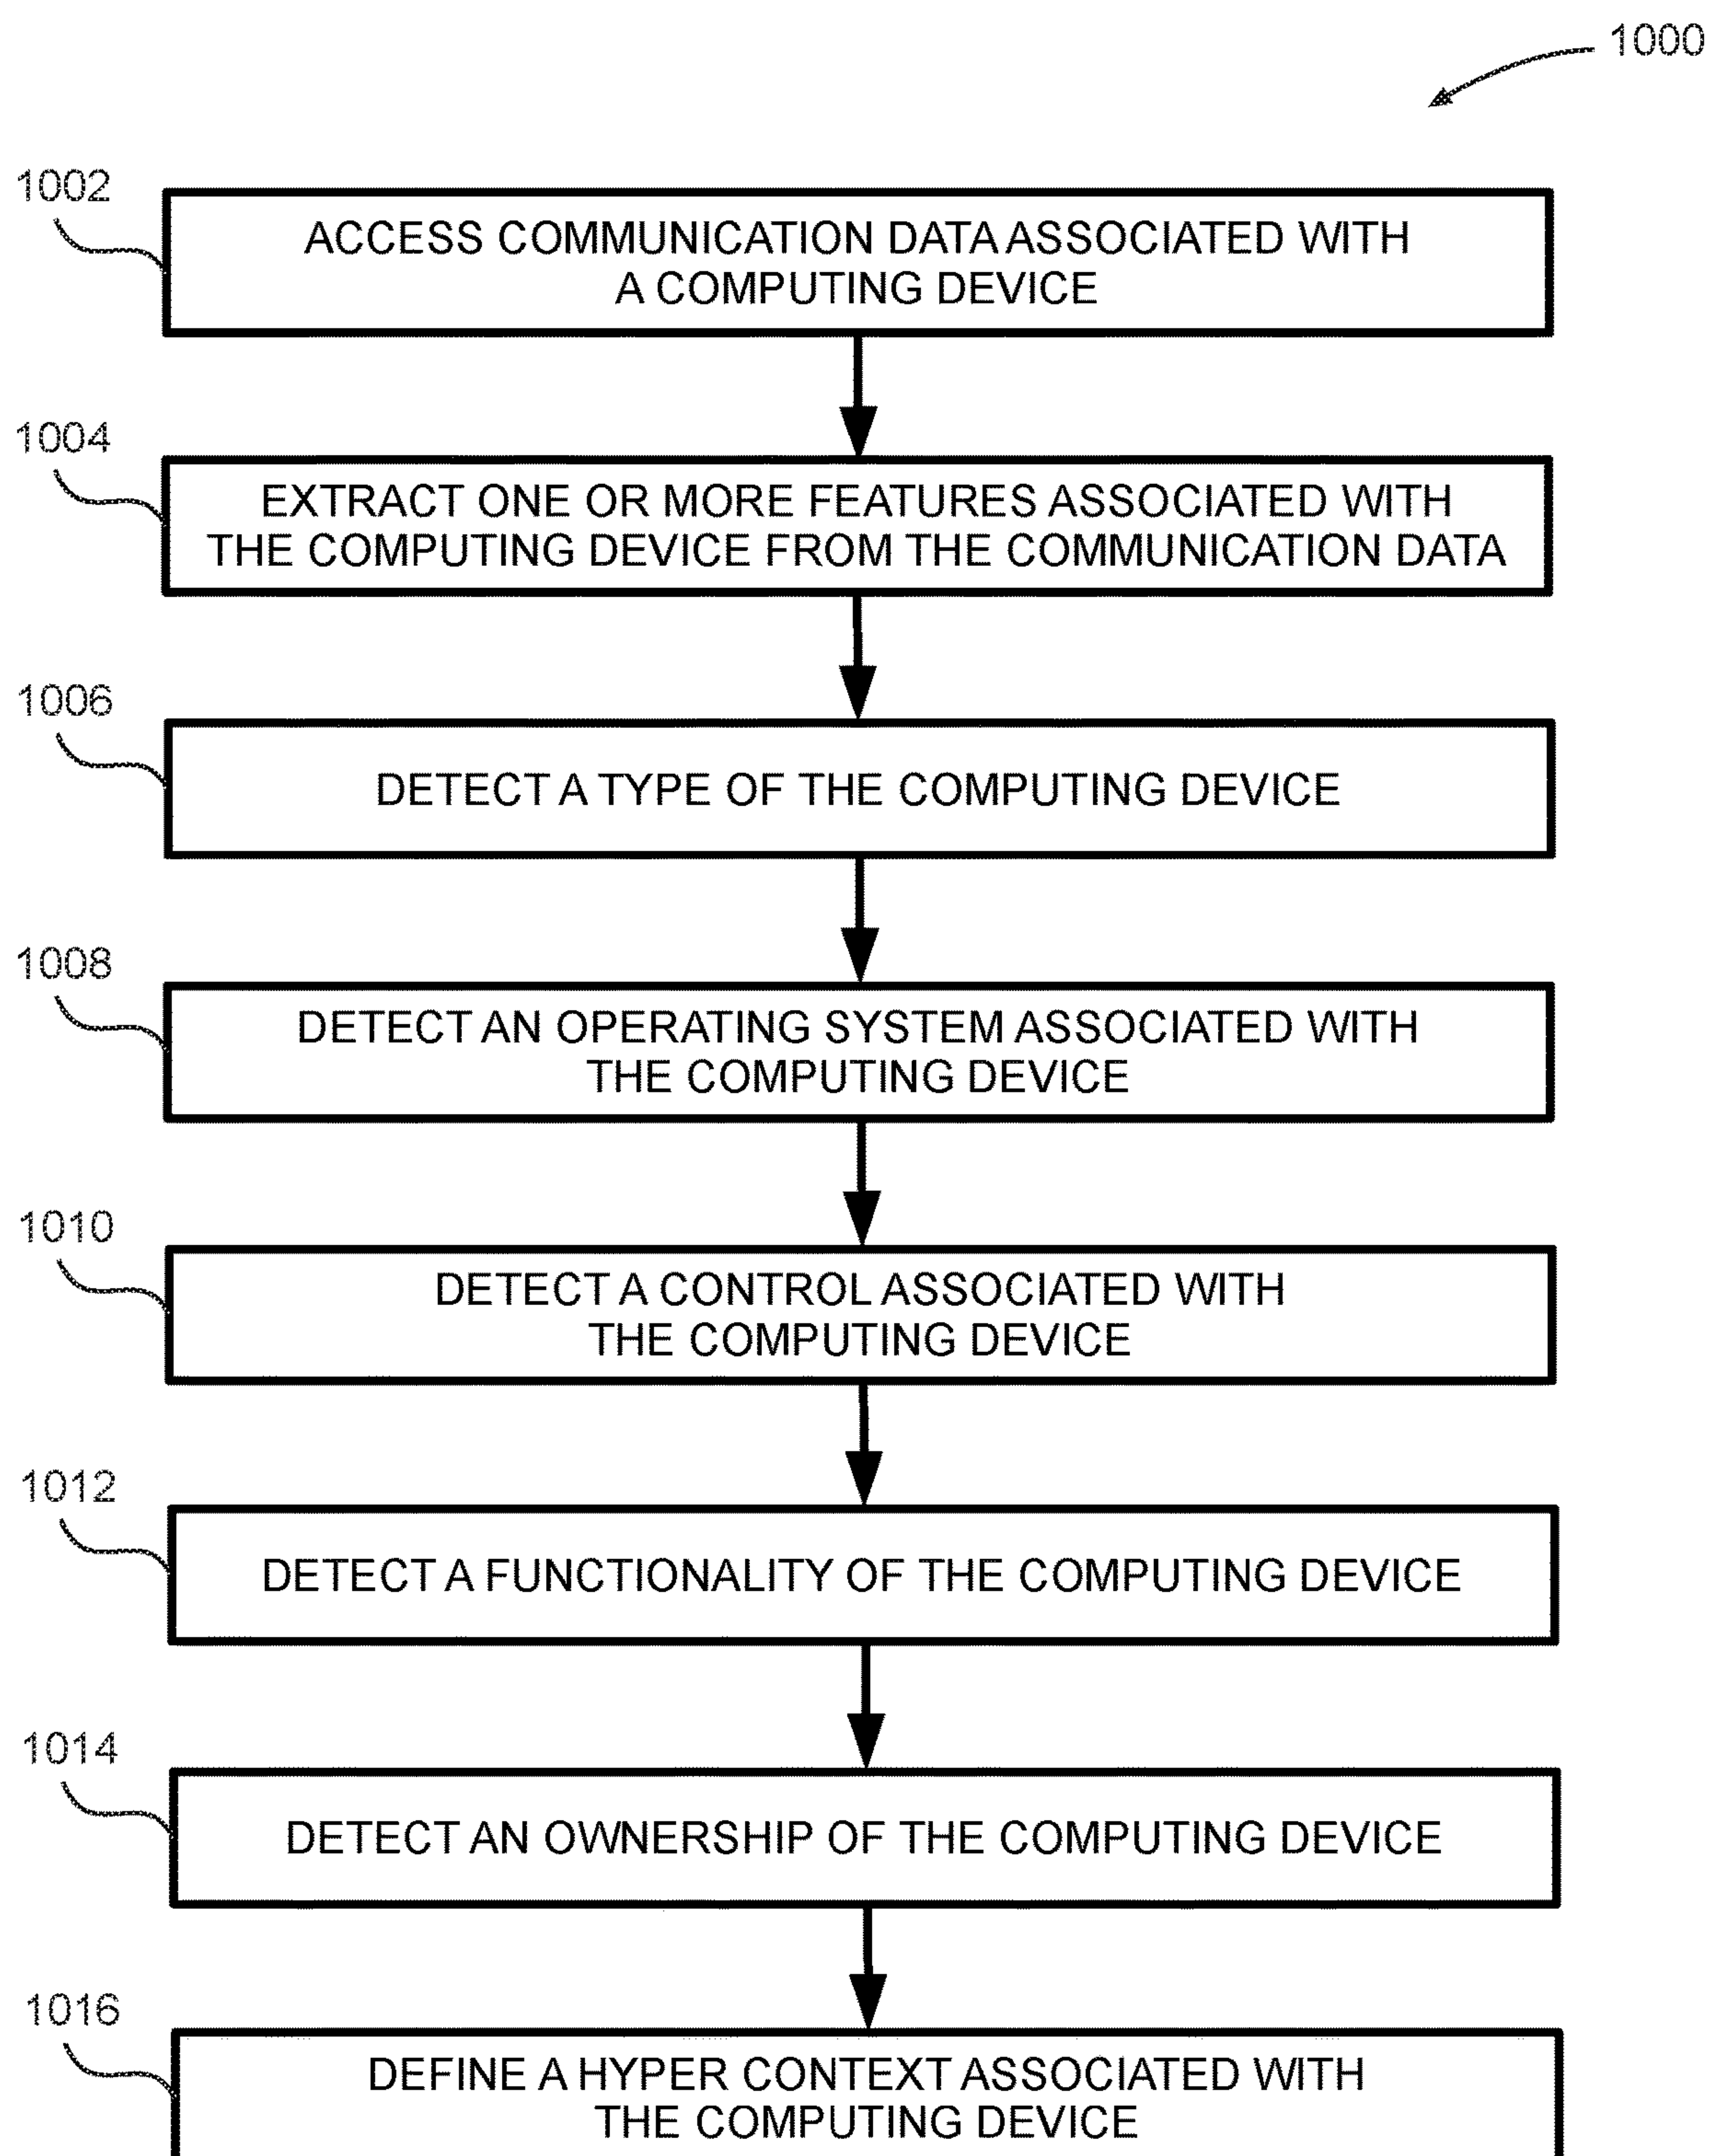 1000
1002
ACCESS COMMUNICATION DATA ASSOCIATED WITH
A COMPUTING DEVICE
1004
EXTRACT ONE OR MORE FEATURES ASSOCIATED WITH
THE COMPUTING DEVICE FROM THE COMMUNICATION DATA
1006
DETECT A TYPE OF THE COMPUTING DEVICE
1008
DETECT AN OPERATING SYSTEM ASSOCIATED WITH
THE COMPUTING DEVICE
1010
DETECT A CONTROL ASSOCIATED WITH
THE COMPUTING DEVICE
1012
DETECT A FUNCTIONALITY OF THE COMPUTING DEVICE
1014
DETECT AN OWNERSHIP OF THE COMPUTING DEVICE
1016
DEFINE A HYPER CONTEXT ASSOCIATED WITH
THE COMPUTING DEVICE